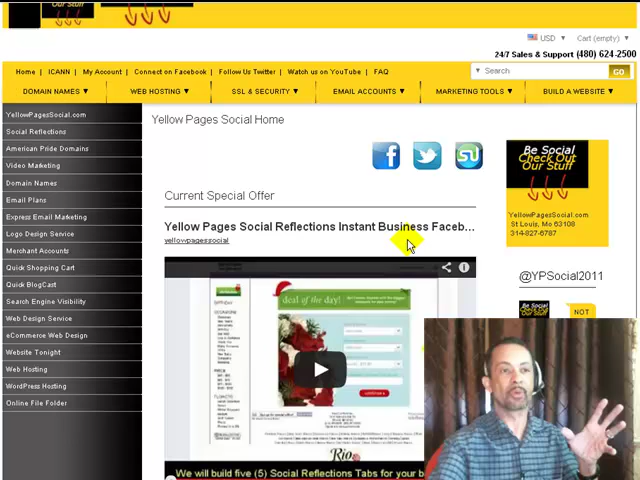 USD ▼ Cart (empty) ▼
24/7 Sales & Support (480) 624-2500
Home | ICANN | My Account | Connect on Facebook | Follow Us Twitter | Watch us on YouTube | FAQ
Search GO
DOMAIN NAMES ▼ WEB HOSTING ▼ SSL & SECURITY ▼ EMAIL ACCOUNTS ▼ MARKETING TOOLS ▼ BUILD A WEBSITE ▼
YellowPagesSocial.com
Social Reflections
American Pride Domains
Video Marketing
Domain Names
Email Plans
Express Email Marketing
Logo Design Service
Merchant Accounts
Quick Shopping Cart
Quick BlogCast
Search Engine Visibility
Web Design Service
eCommerce Web Design
Website Tonight
Web Hosting
WordPress Hosting
Online File Folder
Yellow Pages Social Home
Current Special Offer
Yellow Pages Social Reflections Instant Business Faceb...
yellowpagessocial
deal of the day!
Rio
We will build five (5) Social Reflections Tabs for your b
Be Social
Check Out
Our Stuff
YellowPagesSocial.com
St Louis, Mo 63108
314-827-6787
@YPSocial2011
Be Social
Check Out
Our Stuff
NOT